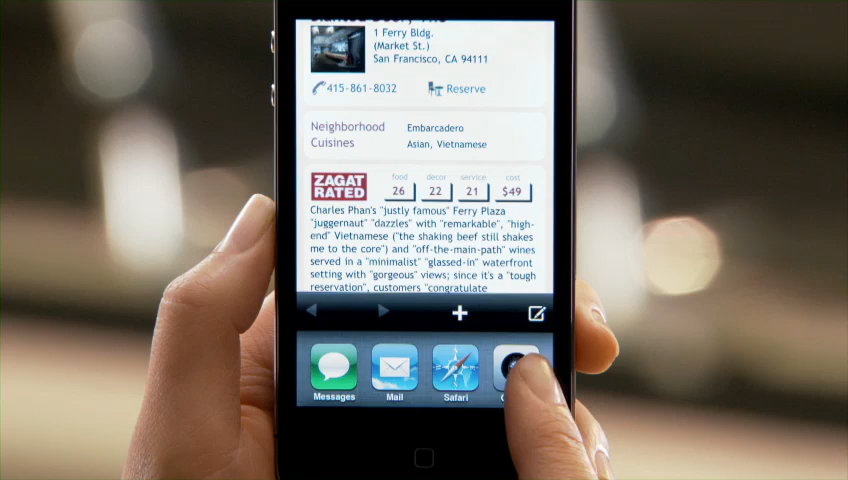 1 Ferry Bldg.
(Market St.)
San Francisco, CA 94111
415-861-8032 Reserve
Neighborhood Embarcadero
Cuisines Asian, Vietnamese
ZAGAT RATED
food decor service cost
26 22 21 $49
Charles Phan's "justly famous" Ferry Plaza
"juggernaut" "dazzles" with "remarkable", "high-
end" Vietnamese ("the shaking beef still shakes
me to the core") and "off-the-main-path" wines
served in a "minimalist" "glassed-in" waterfront
setting with "gorgeous" views; since it's a "tough
reservation", customers "congratulate
Messages Mail Safari